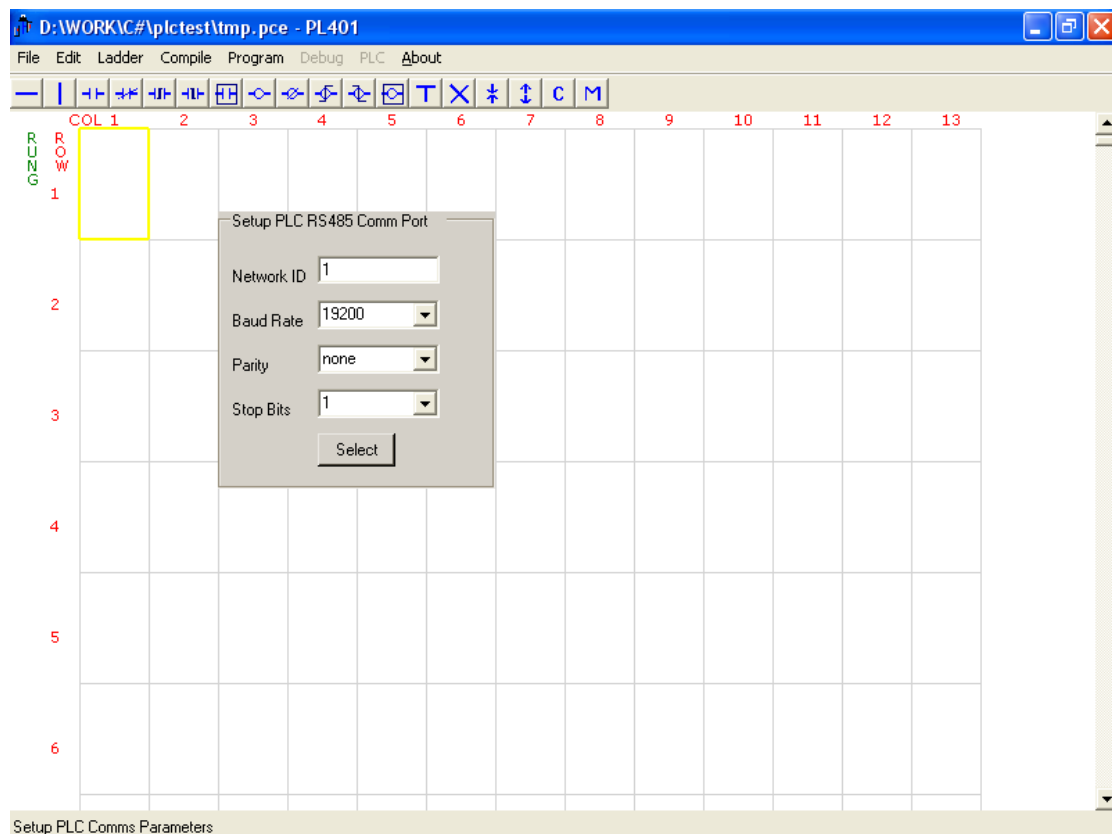 D:\WORK\C#\plctest\tmp.pce - PL401
File Edit Ladder Compile Program Debug PLC About
T C M
COL 1 2 3 4 5 6 7 8 9 10 11 12 13
RUNG
ROW
1
Setup PLC RS485 Comm Port
Network ID 1
2
Baud Rate 19200
Parity none
Stop Bits 1
3
Select
4
5
6
Setup PLC Comms Parameters